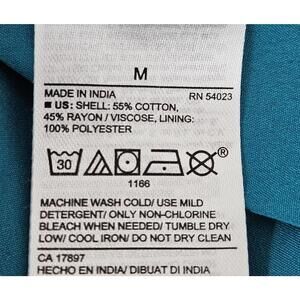 M
MADE IN INDIA RN 54023
■ US: SHELL: 55% COTTON,
45% RAYON / VISCOSE, LINING:
100% POLYESTER
30 ®
1166
MACHINE WASH COLD/ USE MILD
DETERGENT/ ONLY NON-CHLORINE
BLEACH WHEN NEEDED/ TUMBLE DRY
LOW/ COOL IRON/ DO NOT DRY CLEAN
CA 17897
HECHO EN INDIA/ DIBUAT DI INDIA